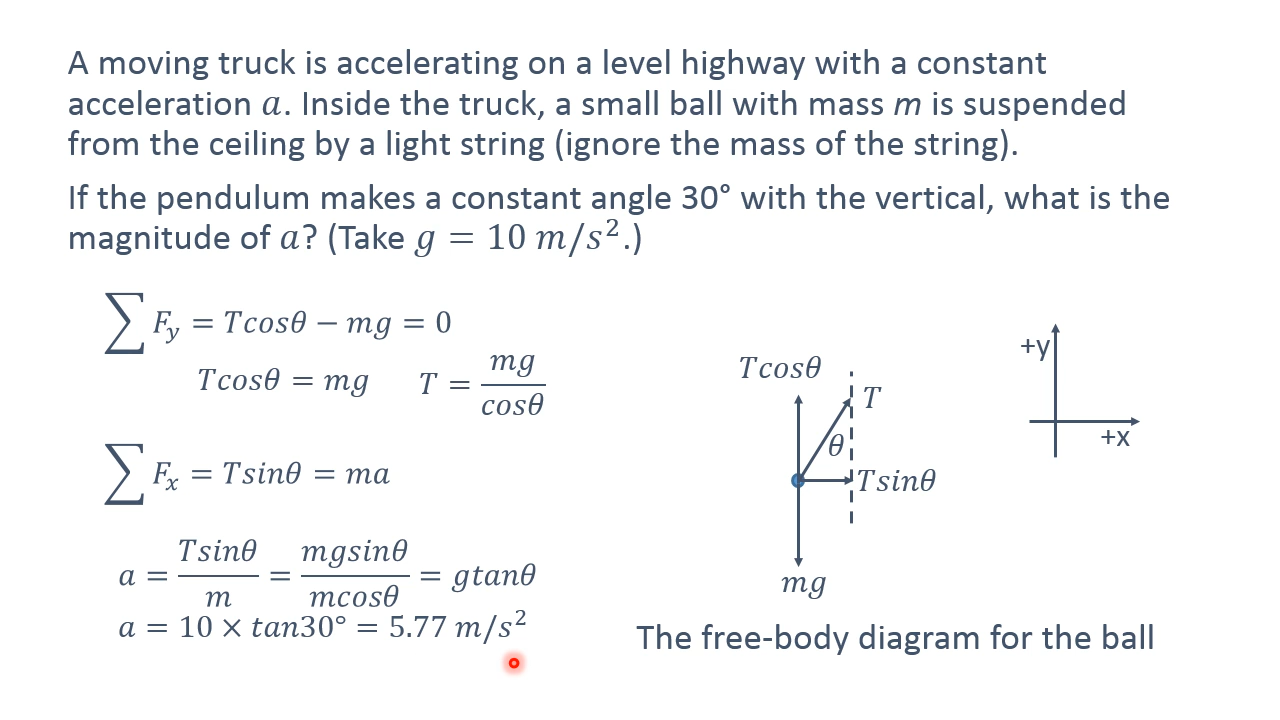 A moving truck is accelerating on a level highway with a constant
acceleration a. Inside the truck, a small ball with mass m is suspended
from the ceiling by a light string (ignore the mass of the string).
If the pendulum makes a constant angle 30° with the vertical, what is the
magnitude of a? (Take g = 10 m/s².)
∑ F_y = Tcosθ − mg = 0
Tcosθ = mg   T = mg/cosθ
∑ F_x = Tsinθ = ma
a = Tsinθ/m = mgsinθ/mcosθ = gtanθ
a = 10 × tan30° = 5.77 m/s²
Tcosθ
T
θ
Tsinθ
mg
+y
+x
The free-body diagram for the ball